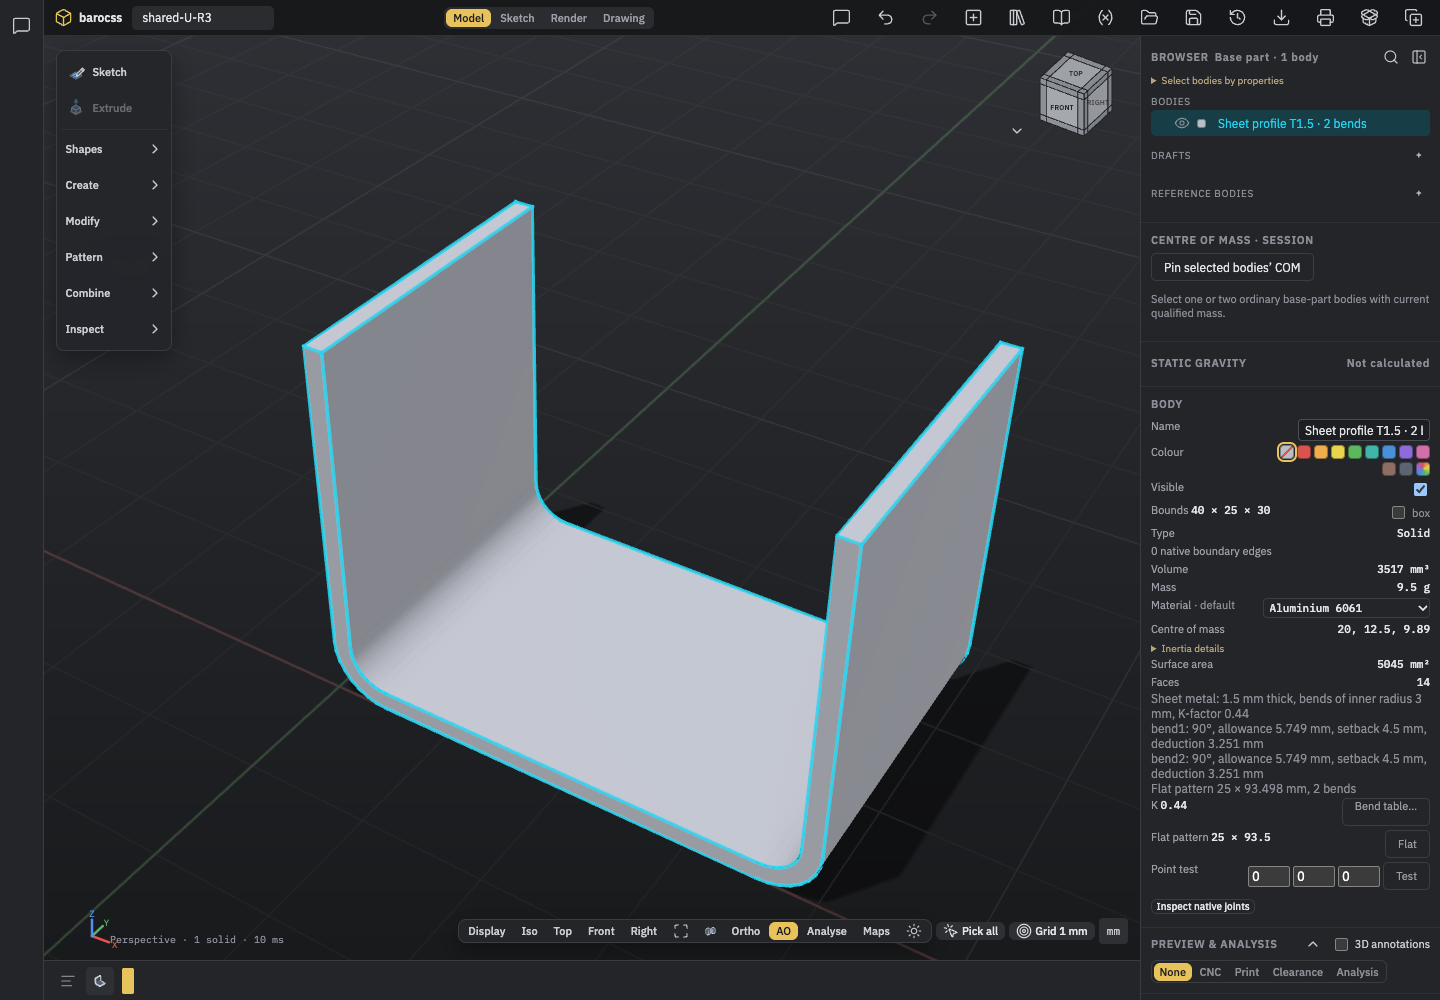 barocss
shared-U-R3
Model
Sketch
Render
Drawing
Sketch
Extrude
Shapes
Create
Modify
Pattern
Combine
Inspect
TOP
FRONT
RIGHT
BROWSER Base part · 1 body
Select bodies by properties
BODIES
Sheet profile T1.5 · 2 bends
DRAFTS
REFERENCE BODIES
CENTRE OF MASS · SESSION
Pin selected bodies’ COM
Select one or two ordinary base-part bodies with current
qualified mass.
STATIC GRAVITY Not calculated
BODY
Name Sheet profile T1.5 · 2 l
Colour
Visible
Bounds 40 × 25 × 30 box
Type Solid
0 native boundary edges
Volume 3517 mm³
Mass 9.5 g
Material · default Aluminium 6061
Centre of mass 20, 12.5, 9.89
Inertia details
Surface area 5045 mm²
Faces 14
Sheet metal: 1.5 mm thick, bends of inner radius 3
mm, K-factor 0.44
bend1: 90°, allowance 5.749 mm, setback 4.5 mm,
deduction 3.251 mm
bend2: 90°, allowance 5.749 mm, setback 4.5 mm,
deduction 3.251 mm
Flat pattern 25 × 93.498 mm, 2 bends
K 0.44 Bend table...
Flat pattern 25 × 93.5 Flat
Point test 0 0 0 Test
Inspect native joints
PREVIEW & ANALYSIS 3D annotations
None CNC Print Clearance Analysis
Z
Y
X
Perspective · 1 solid · 10 ms
Display Iso Top Front Right Ortho AO Analyse Maps Pick all Grid 1 mm mm